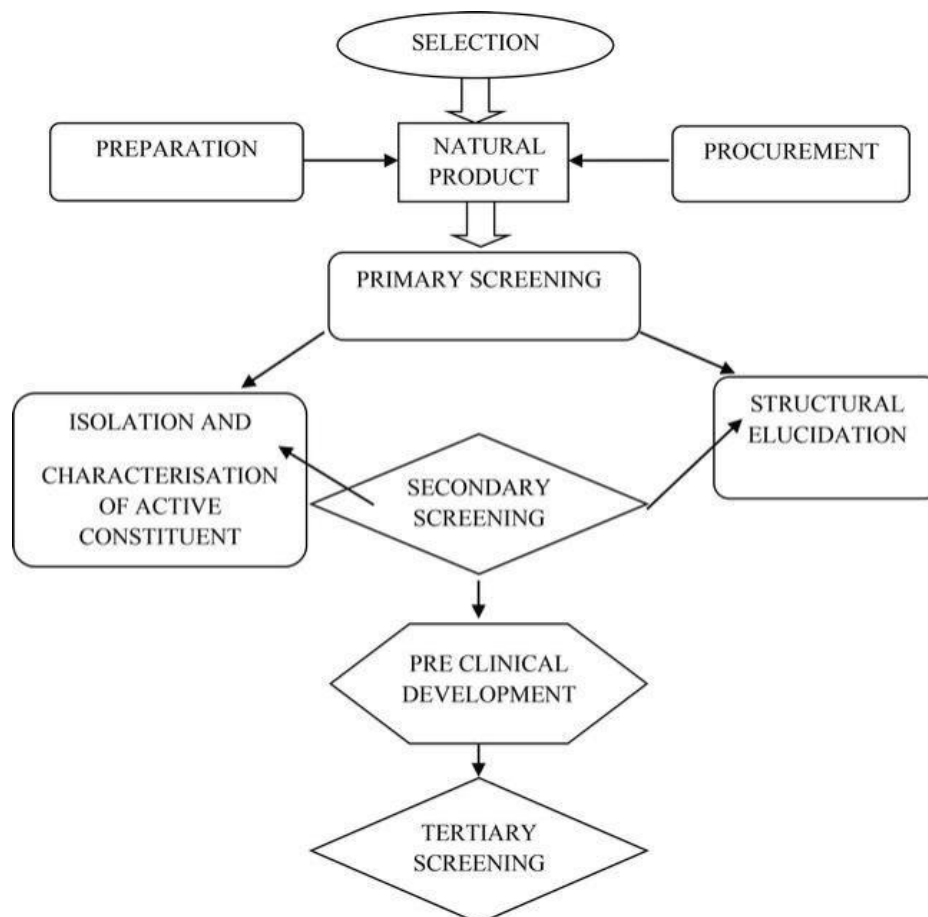 SELECTION
PREPARATION
NATURAL
PRODUCT
PROCUREMENT
PRIMARY SCREENING
ISOLATION AND
CHARACTERISATION
OF ACTIVE
CONSTITUENT
SECONDARY
SCREENING
STRUCTURAL
ELUCIDATION
PRE CLINICAL
DEVELOPMENT
TERTIARY
SCREENING